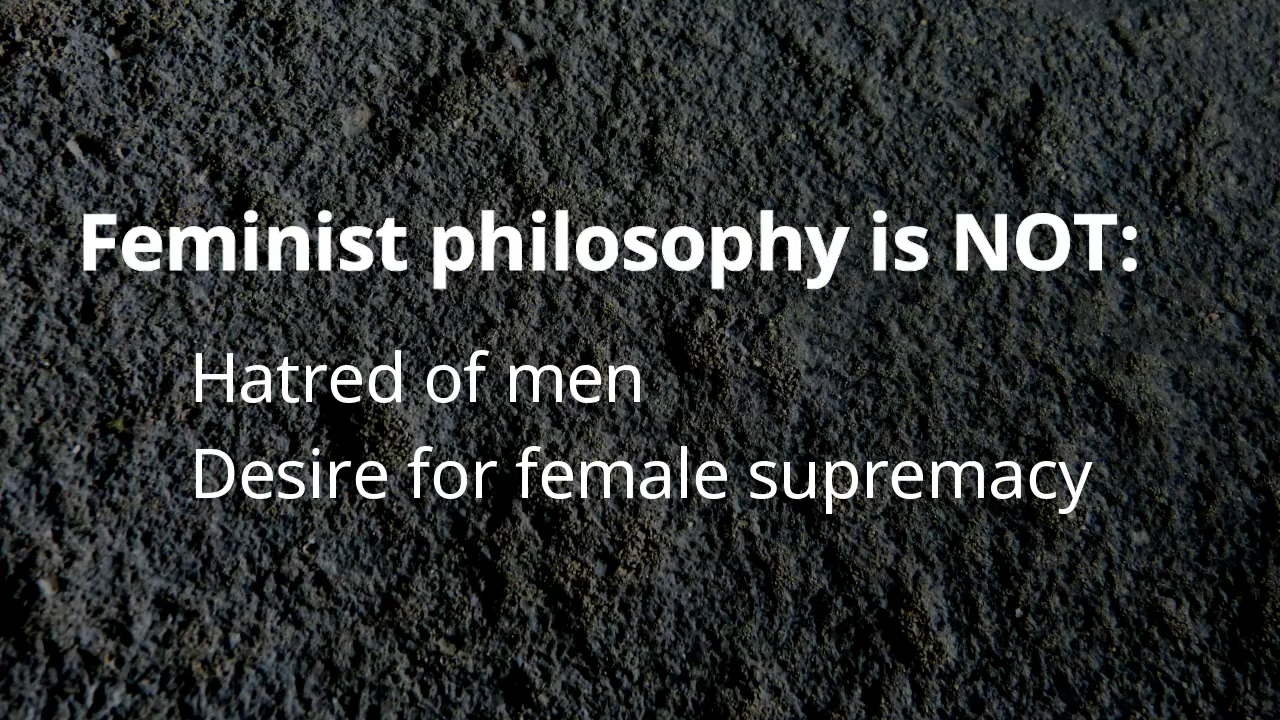 Feminist philosophy is NOT:
Hatred of men
Desire for female supremacy